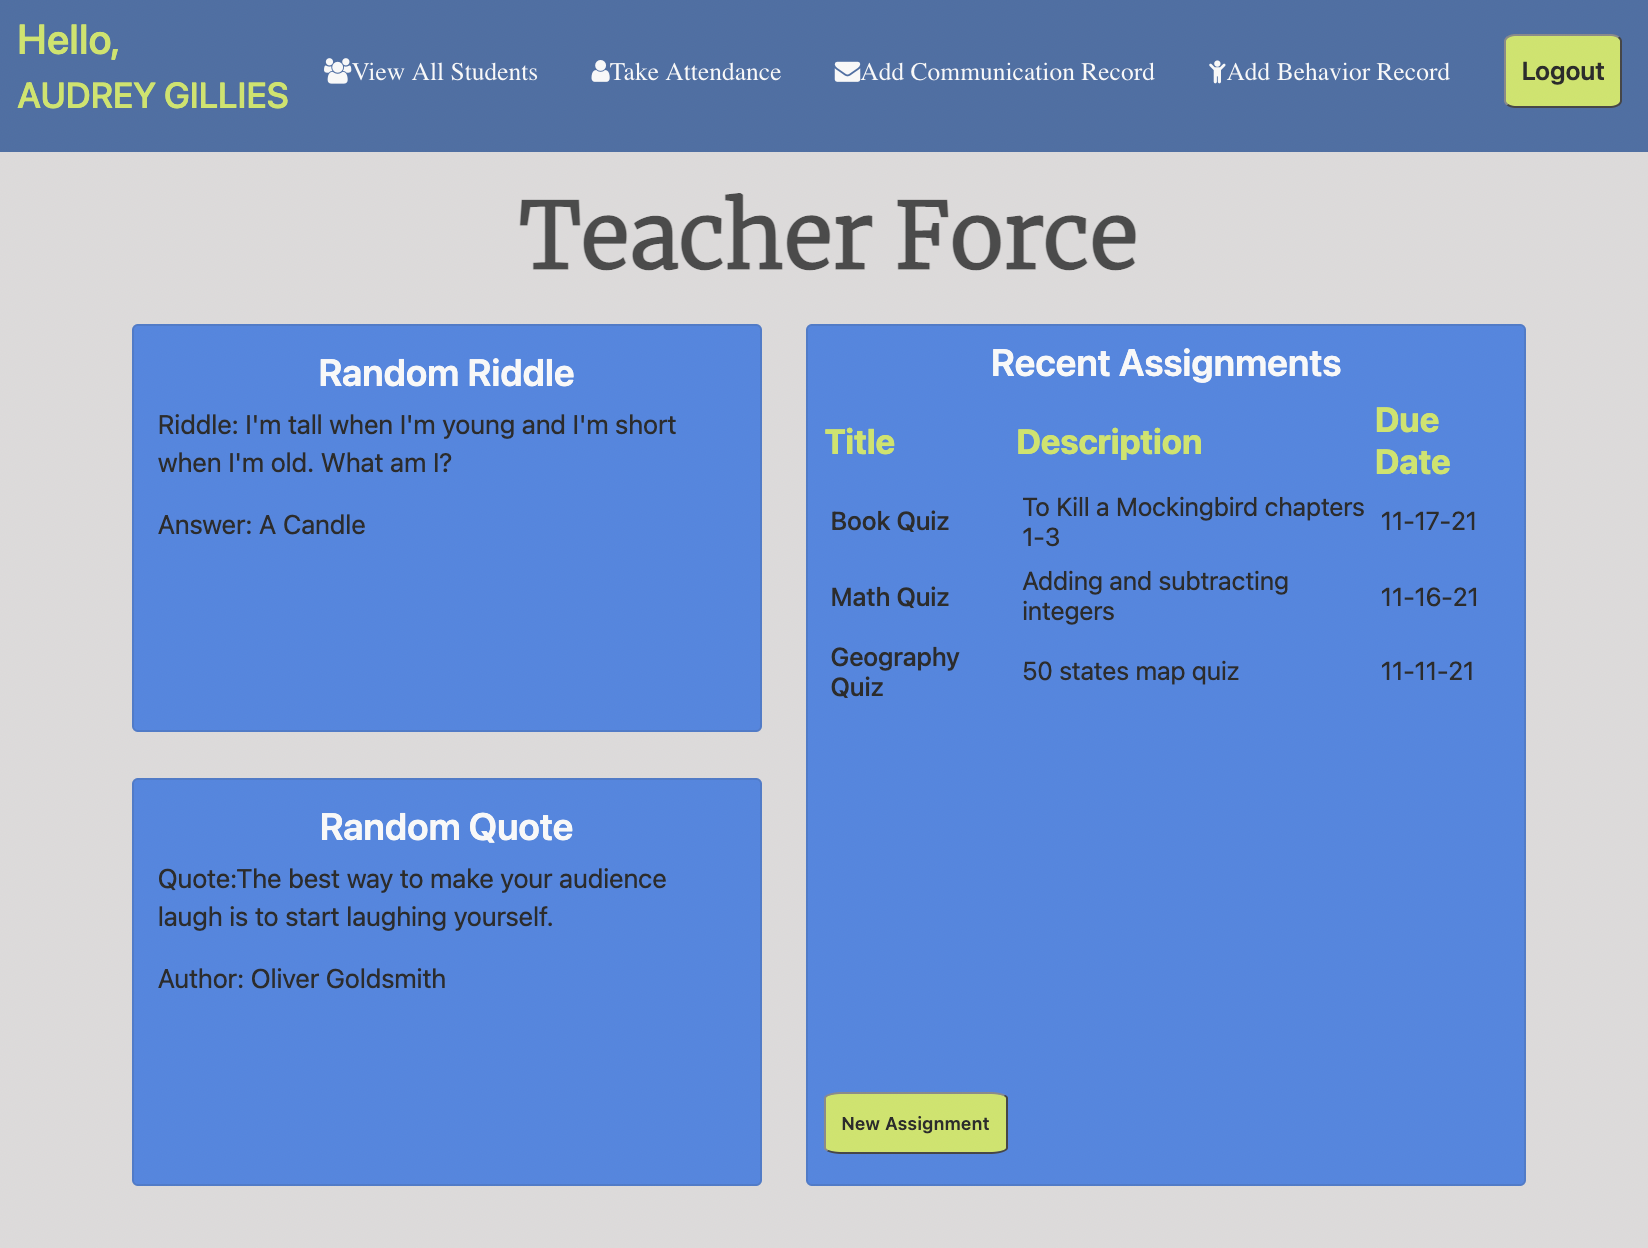 Hello,
AUDREY GILLIES
View All Students
Take Attendance
Add Communication Record
Add Behavior Record
Logout
Teacher Force
Random Riddle
Riddle: I'm tall when I'm young and I'm short
when I'm old. What am I?
Answer: A Candle
Random Quote
Quote:The best way to make your audience
laugh is to start laughing yourself.
Author: Oliver Goldsmith
Recent Assignments
Title
Description
Due
Date
Book Quiz
To Kill a Mockingbird chapters
1-3
11-17-21
Math Quiz
Adding and subtracting
integers
11-16-21
Geography
Quiz
50 states map quiz
11-11-21
New Assignment